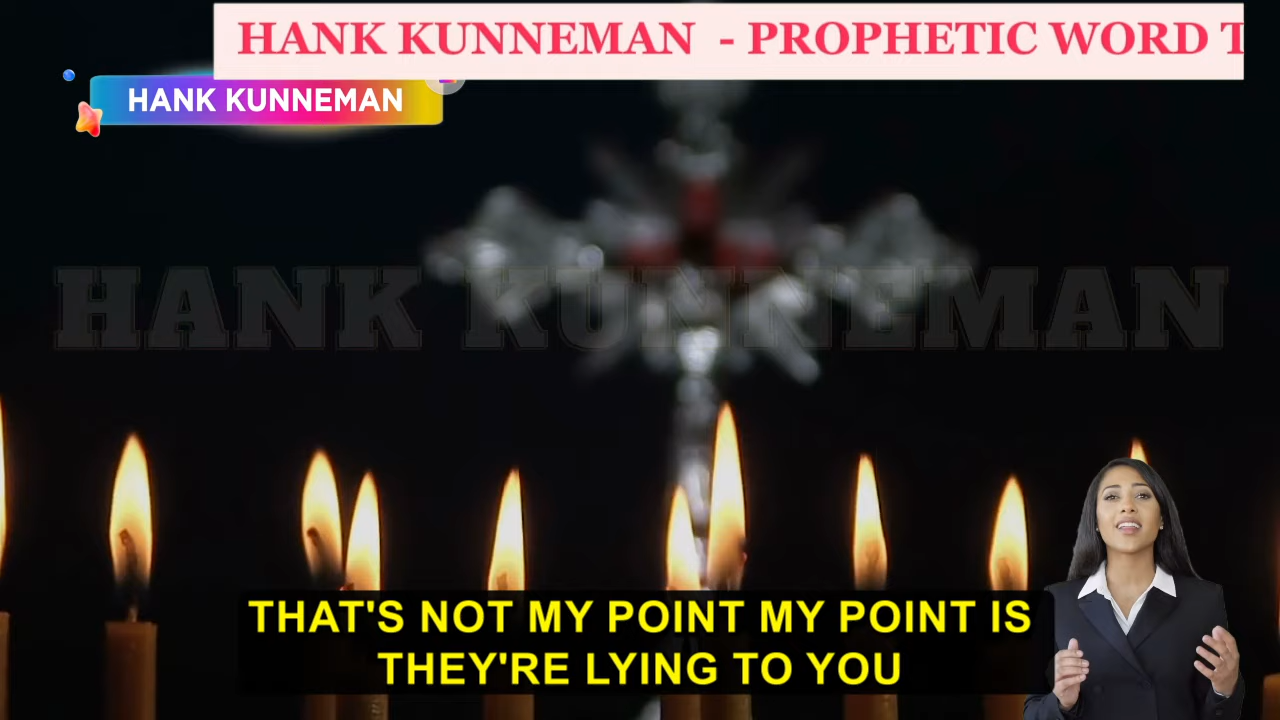 HANK KUNNEMAN - PROPHETIC WORD T
HANK KUNNEMAN
HANK KUNNEMAN
THAT'S NOT MY POINT MY POINT IS
THEY'RE LYING TO YOU